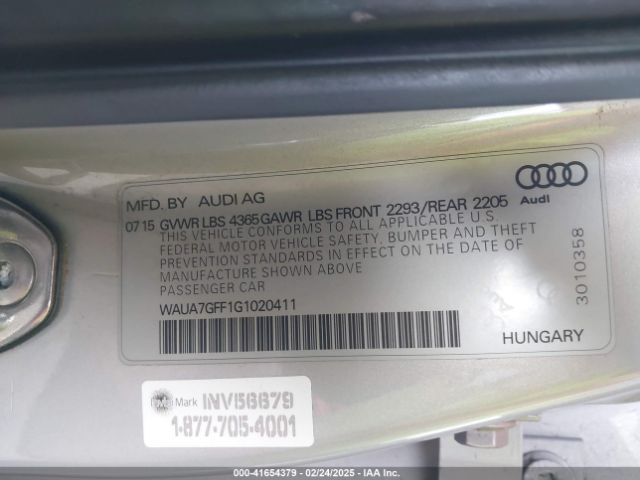 MFD. BY AUDI AG
Audi
07 15 GVWR LBS 4365 GAWR LBS FRONT 2293/REAR 2205
THIS VEHICLE CONFORMS TO ALL APPLICABLE U.S.
FEDERAL MOTOR VEHICLE SAFETY, BUMPER AND THEFT
PREVENTION STANDARDS IN EFFECT ON THE DATE OF
MANUFACTURE SHOWN ABOVE
PASSENGER CAR
WAUA7GFF1G1020411
3010358
HUNGARY
Mark INV56679
1-877-705-4001
000-41654379 - 02/24/2025 - IAA Inc.